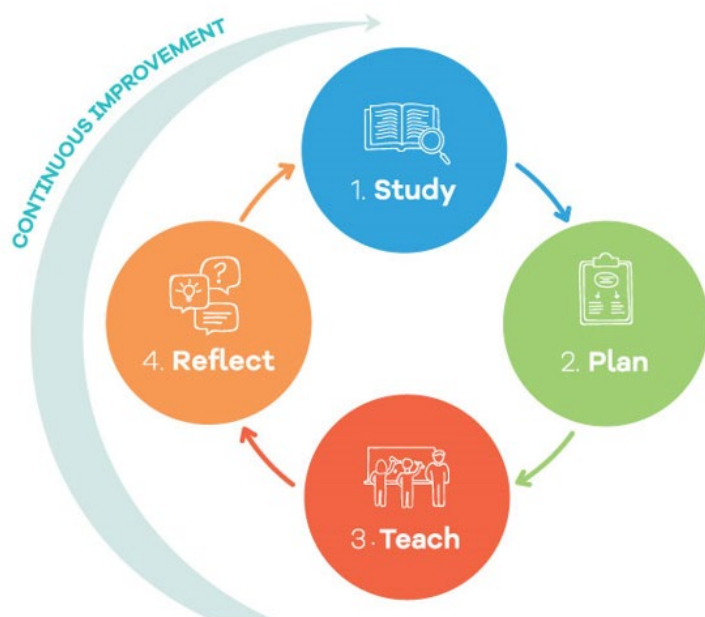 CONTINUOUS IMPROVEMENT
1. Study
2. Plan
3. Teach
4. Reflect
?